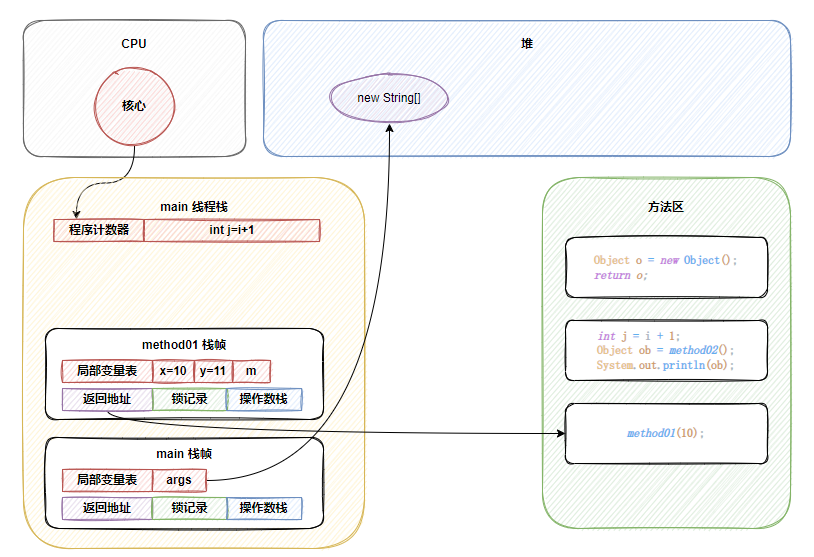 CPU
核心
堆
new String[]
main 线程栈
程序计数器
int j=i+1
method01 栈帧
局部变量表
x=10
y=11
m
返回地址
锁记录
操作数栈
main 栈帧
局部变量表
args
返回地址
锁记录
操作数栈
方法区
Object o = new Object();
return o;
int j = i + 1;
Object ob = method02();
System.out.println(ob);
method01(10);